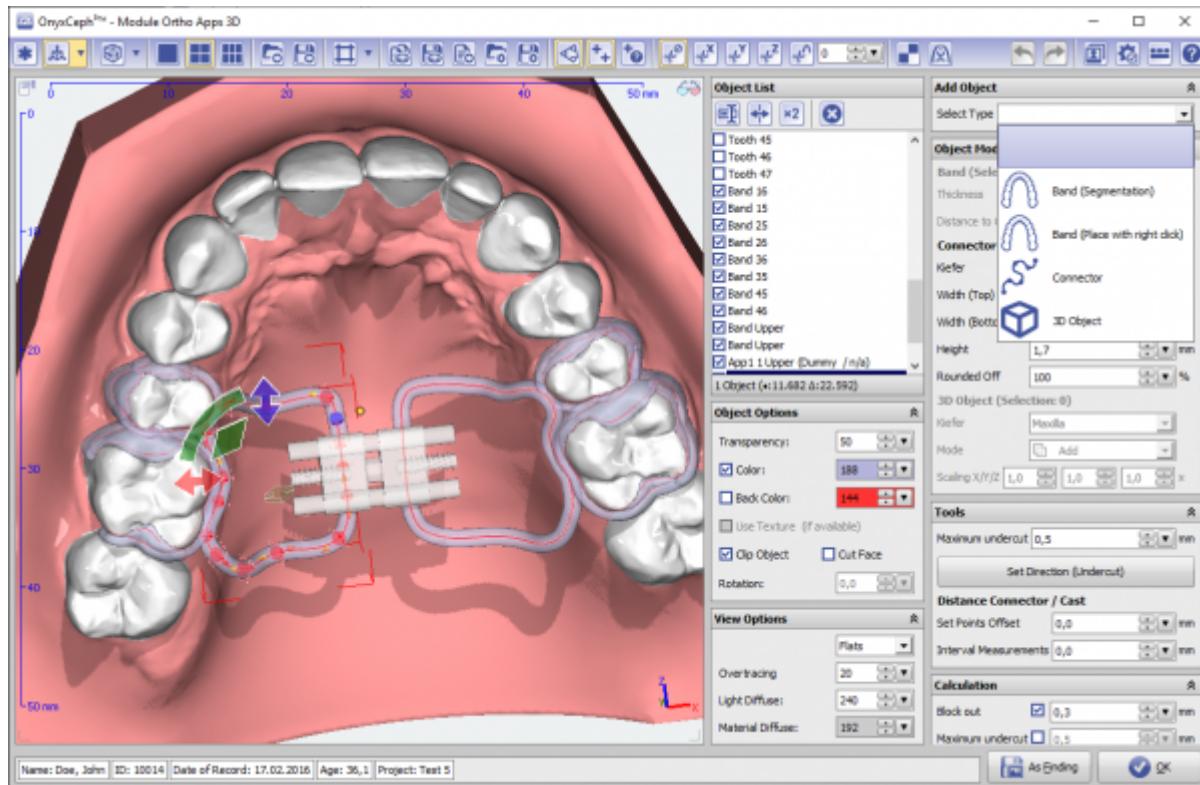 OnyxCeph³™ - Module Ortho Apps 3D
0
0 10 20 30 40 50 mm
0
10
20
30
40
50 mm
Z
Y
X
Object List
×2
Tooth 45
Tooth 46
Tooth 47
Band 16
Band 15
Band 25
Band 26
Band 36
Band 35
Band 45
Band 46
Band Upper
Band Upper
App1 1 Upper (Dummy / n/a)
1 Object (+:11.682 Δ:22.592)
Object Options
Transparency: 50
Color: 188
Back Color: 144
Use Texture (if available)
Clip Object Cut Face
Rotation: 0,0
View Options
Flats
Overtracing 20
Light Diffuse: 240
Material Diffuse: 192
Add Object
Select Type
Band (Segmentation)
Band (Place with right click)
Connector
3D Object
Object Mod
Band (Sele
Thickness
Distance to
Connector
Kiefer
Width (Top)
Width (Botto
Height 1,7 mm
Rounded Off 100 %
3D Object (Selection: 0)
Kiefer Maxilla
Mode Add
Scaling X/Y/Z 1,0 1,0 1,0 x
Tools
Maximum undercut 0,5 mm
Set Direction (Undercut)
Distance Connector / Cast
Set Points Offset 0,0 mm
Interval Measurements 0,0 mm
Calculation
Block out 0,3 mm
Maximum undercut 0,5 mm
Name: Doe, John ID: 10014 Date of Record: 17.02.2016 Age: 36,1 Project: Test 5
As Ending OK